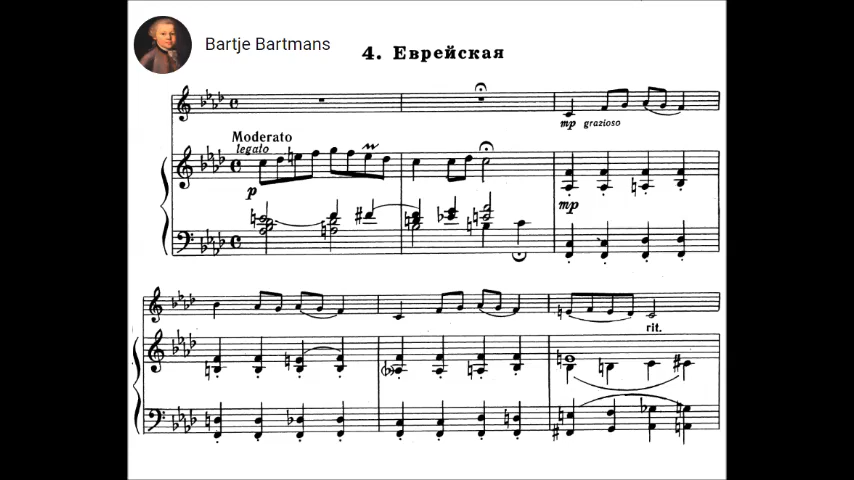 Bartje Bartmans
4. Еврейская
mp grazioso
Moderato
legato
p
mp
rit.